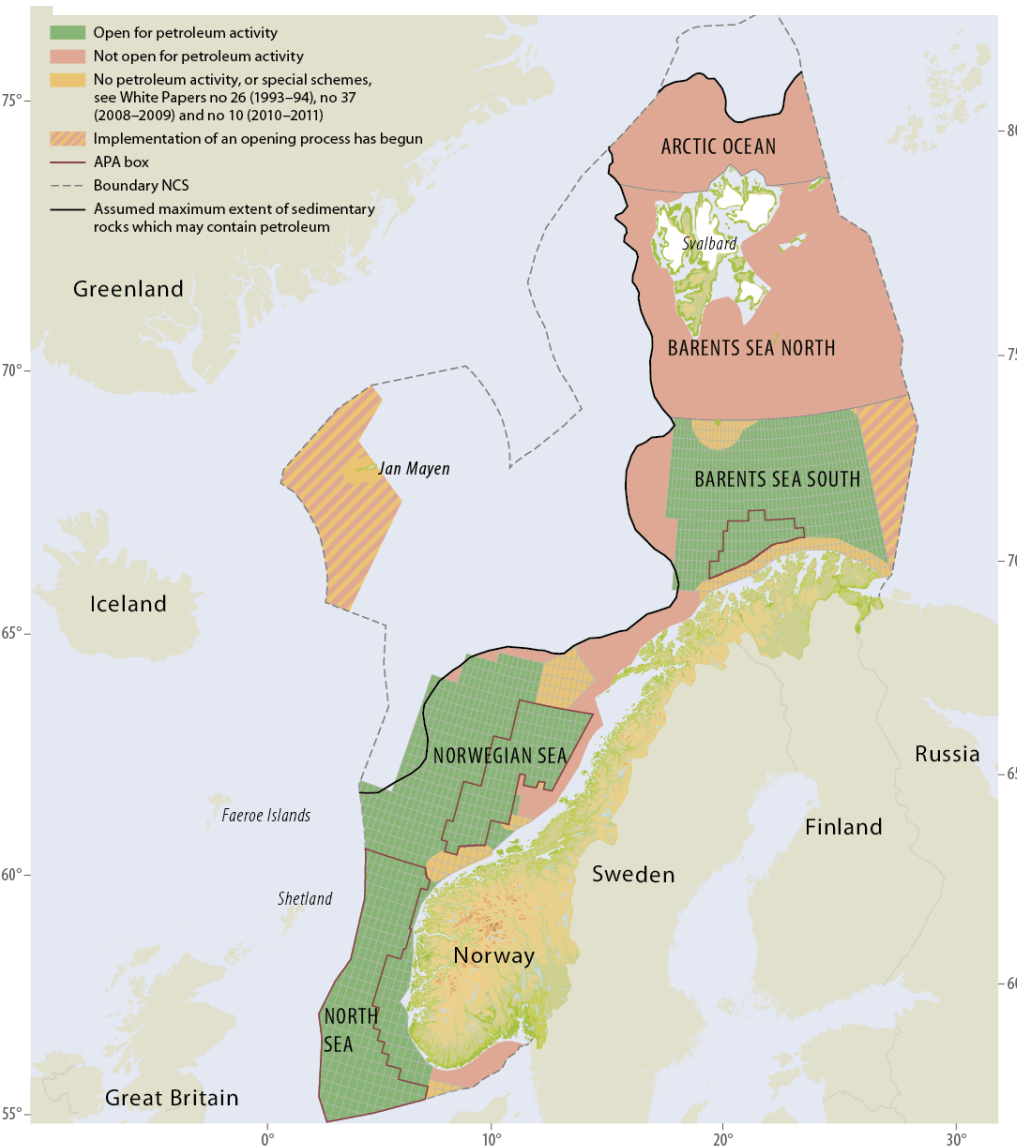 Open for petroleum activity
Not open for petroleum activity
No petroleum activity, or special schemes,
see White Papers no 26 (1993–94), no 37
(2008–2009) and no 10 (2010–2011)
Implementation of an opening process has begun
APA box
Boundary NCS
Assumed maximum extent of sedimentary
rocks which may contain petroleum
75°
80
ARCTIC OCEAN
Svalbard
Greenland
BARENTS SEA NORTH
75
70°
Jan Mayen
BARENTS SEA SOUTH
70
Iceland
65°
NORWEGIAN SEA
Russia
65
Faeroe Islands
Finland
60°
Sweden
Shetland
Norway
60
NORTH
SEA
Great Britain
55°
0°
10°
20°
30°